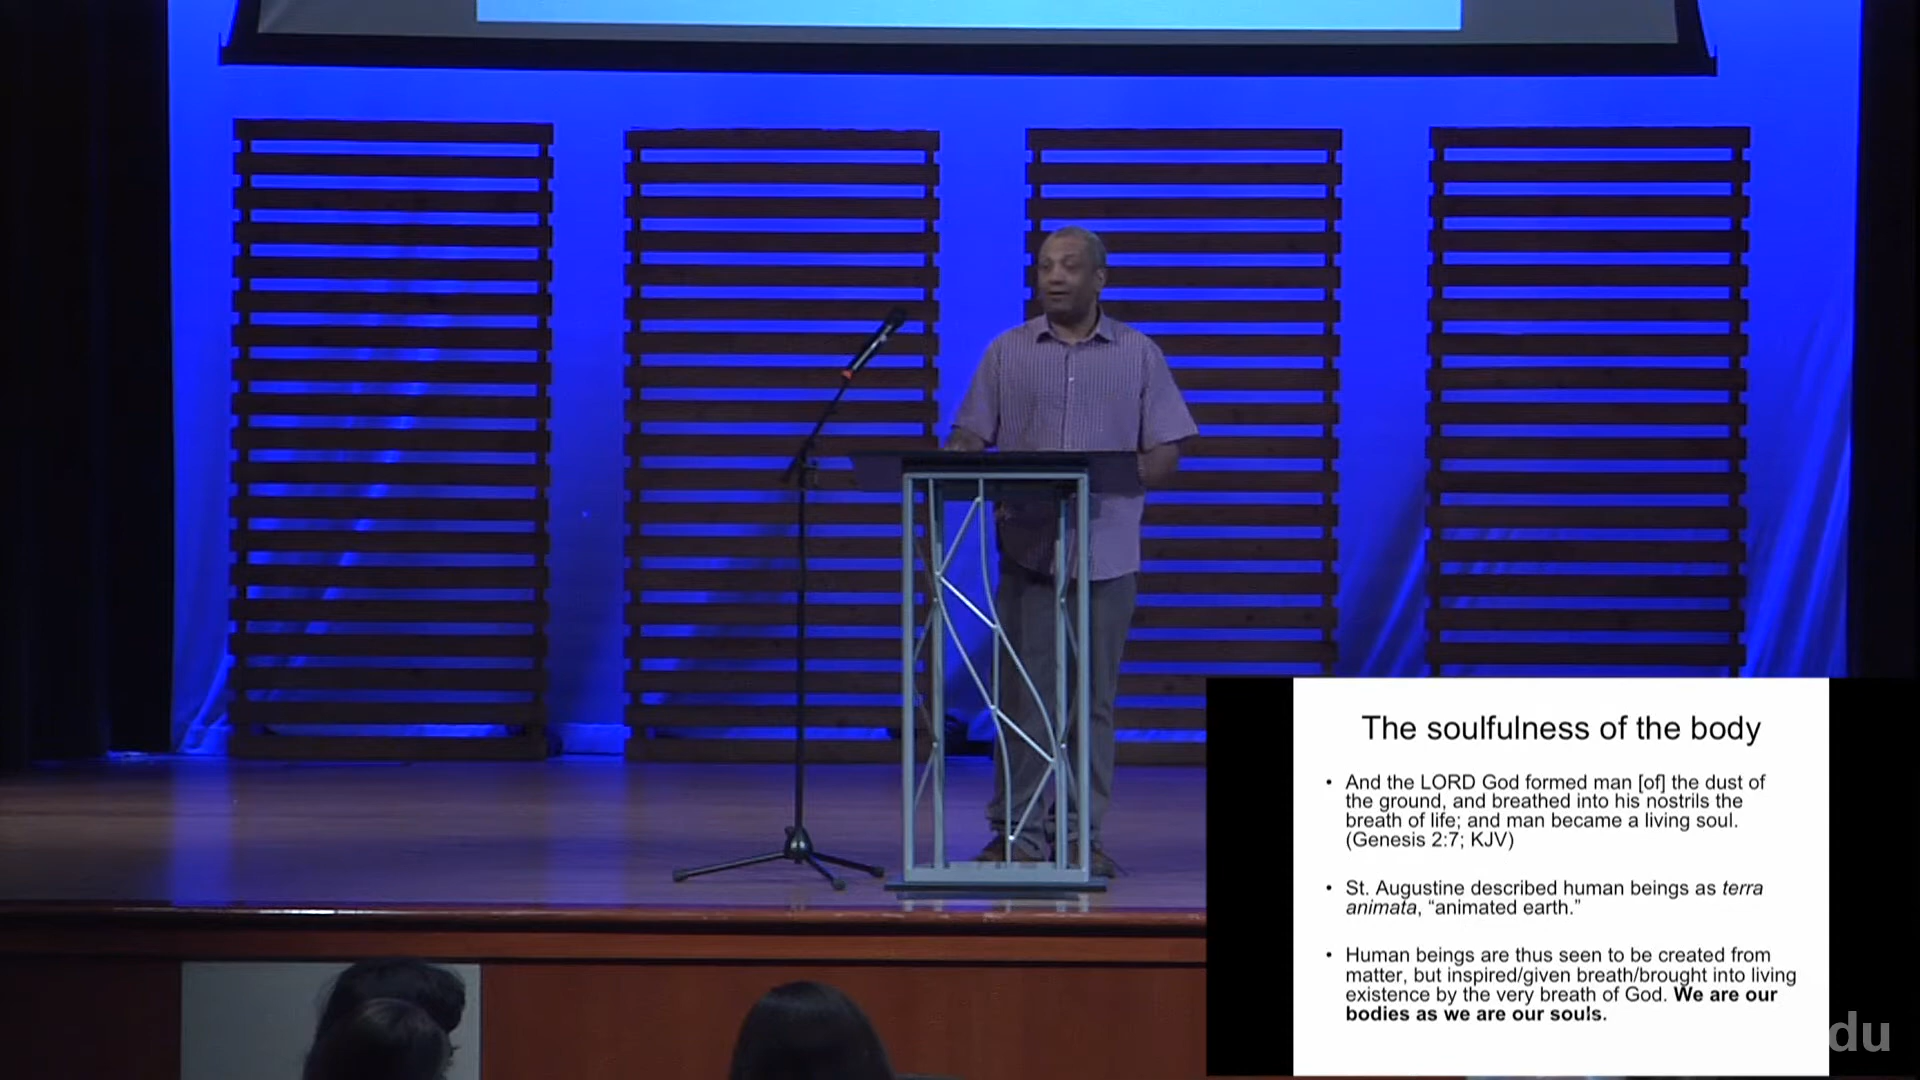 The soulfulness of the body
• And the LORD God formed man [of] the dust of
the ground, and breathed into his nostrils the
breath of life; and man became a living soul.
(Genesis 2:7; KJV)
• St. Augustine described human beings as terra
animata, “animated earth.”
• Human beings are thus seen to be created from
matter, but inspired/given breath/brought into living
existence by the very breath of God. We are our
bodies as we are our souls.
du